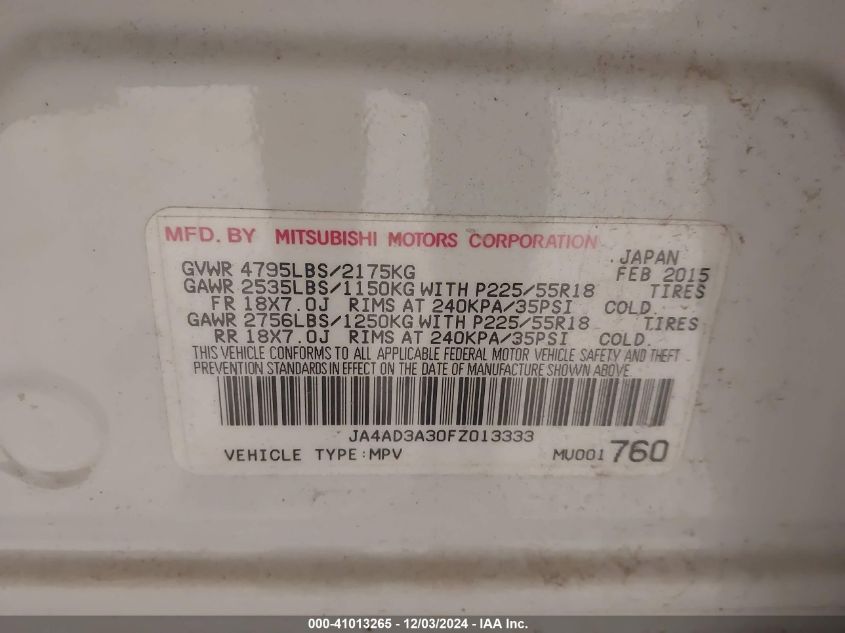 MFD. BY MITSUBISHI MOTORS CORPORATION
JAPAN
GVWR 4795LBS/2175KG FEB 2015
GAWR 2535LBS/1150KG WITH P225/55R18 TIRES
FR 18X7.0J RIMS AT 240KPA/35PSI COLD.
GAWR 2756LBS/1250KG WITH P225/55R18 TIRES
RR 18X7.0J RIMS AT 240KPA/35PSI COLD.
THIS VEHICLE CONFORMS TO ALL APPLICABLE FEDERAL MOTOR VEHICLE SAFETY AND THEFT
PREVENTION STANDARDS IN EFFECT ON THE DATE OF MANUFACTURE SHOWN ABOVE.
JA4AD3A30FZ013333
VEHICLE TYPE:MPV MU001 760
000-41013265 - 12/03/2024 - IAA Inc.